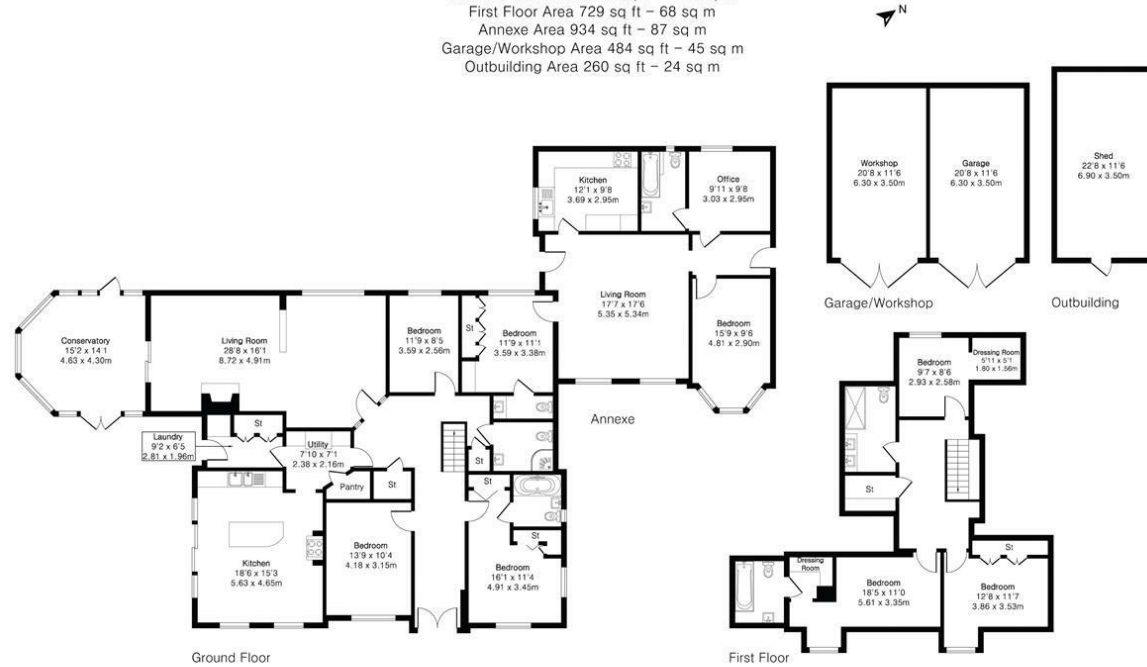 First Floor Area 729 sq ft – 68 sq m
Annexe Area 934 sq ft – 87 sq m
Garage/Workshop Area 484 sq ft – 45 sq m
Outbuilding Area 260 sq ft – 24 sq m
N
Workshop
20'8 x 11'6
6.30 x 3.50m
Garage
20'8 x 11'6
6.30 x 3.50m
Shed
22'8 x 11'6
6.90 x 3.50m
Garage/Workshop
Outbuilding
Kitchen
12'1 x 9'8
3.69 x 2.95m
Office
9'11 x 9'8
3.03 x 2.95m
Living Room
17'7 x 17'6
5.35 x 5.34m
Bedroom
15'9 x 9'6
4.81 x 2.90m
Annexe
Conservatory
15'2 x 14'1
4.63 x 4.30m
Living Room
28'8 x 16'1
8.72 x 4.91m
Bedroom
11'9 x 8'5
3.59 x 2.56m
St
Bedroom
11'9 x 11'1
3.59 x 3.38m
Laundry
9'2 x 6'5
2.81 x 1.96m
St
Utility
7'10 x 7'1
2.38 x 2.16m
Pantry
St
St
St
St
Kitchen
18'6 x 15'3
5.63 x 4.65m
Bedroom
13'9 x 10'4
4.18 x 3.15m
Bedroom
16'1 x 11'4
4.91 x 3.45m
Ground Floor
Bedroom
9'7 x 8'6
2.93 x 2.58m
Dressing Room
5'11 x 5'1
1.80 x 1.56m
St
St
Dressing
Room
Bedroom
18'5 x 11'0
5.61 x 3.35m
Bedroom
12'8 x 11'7
3.86 x 3.53m
First Floor